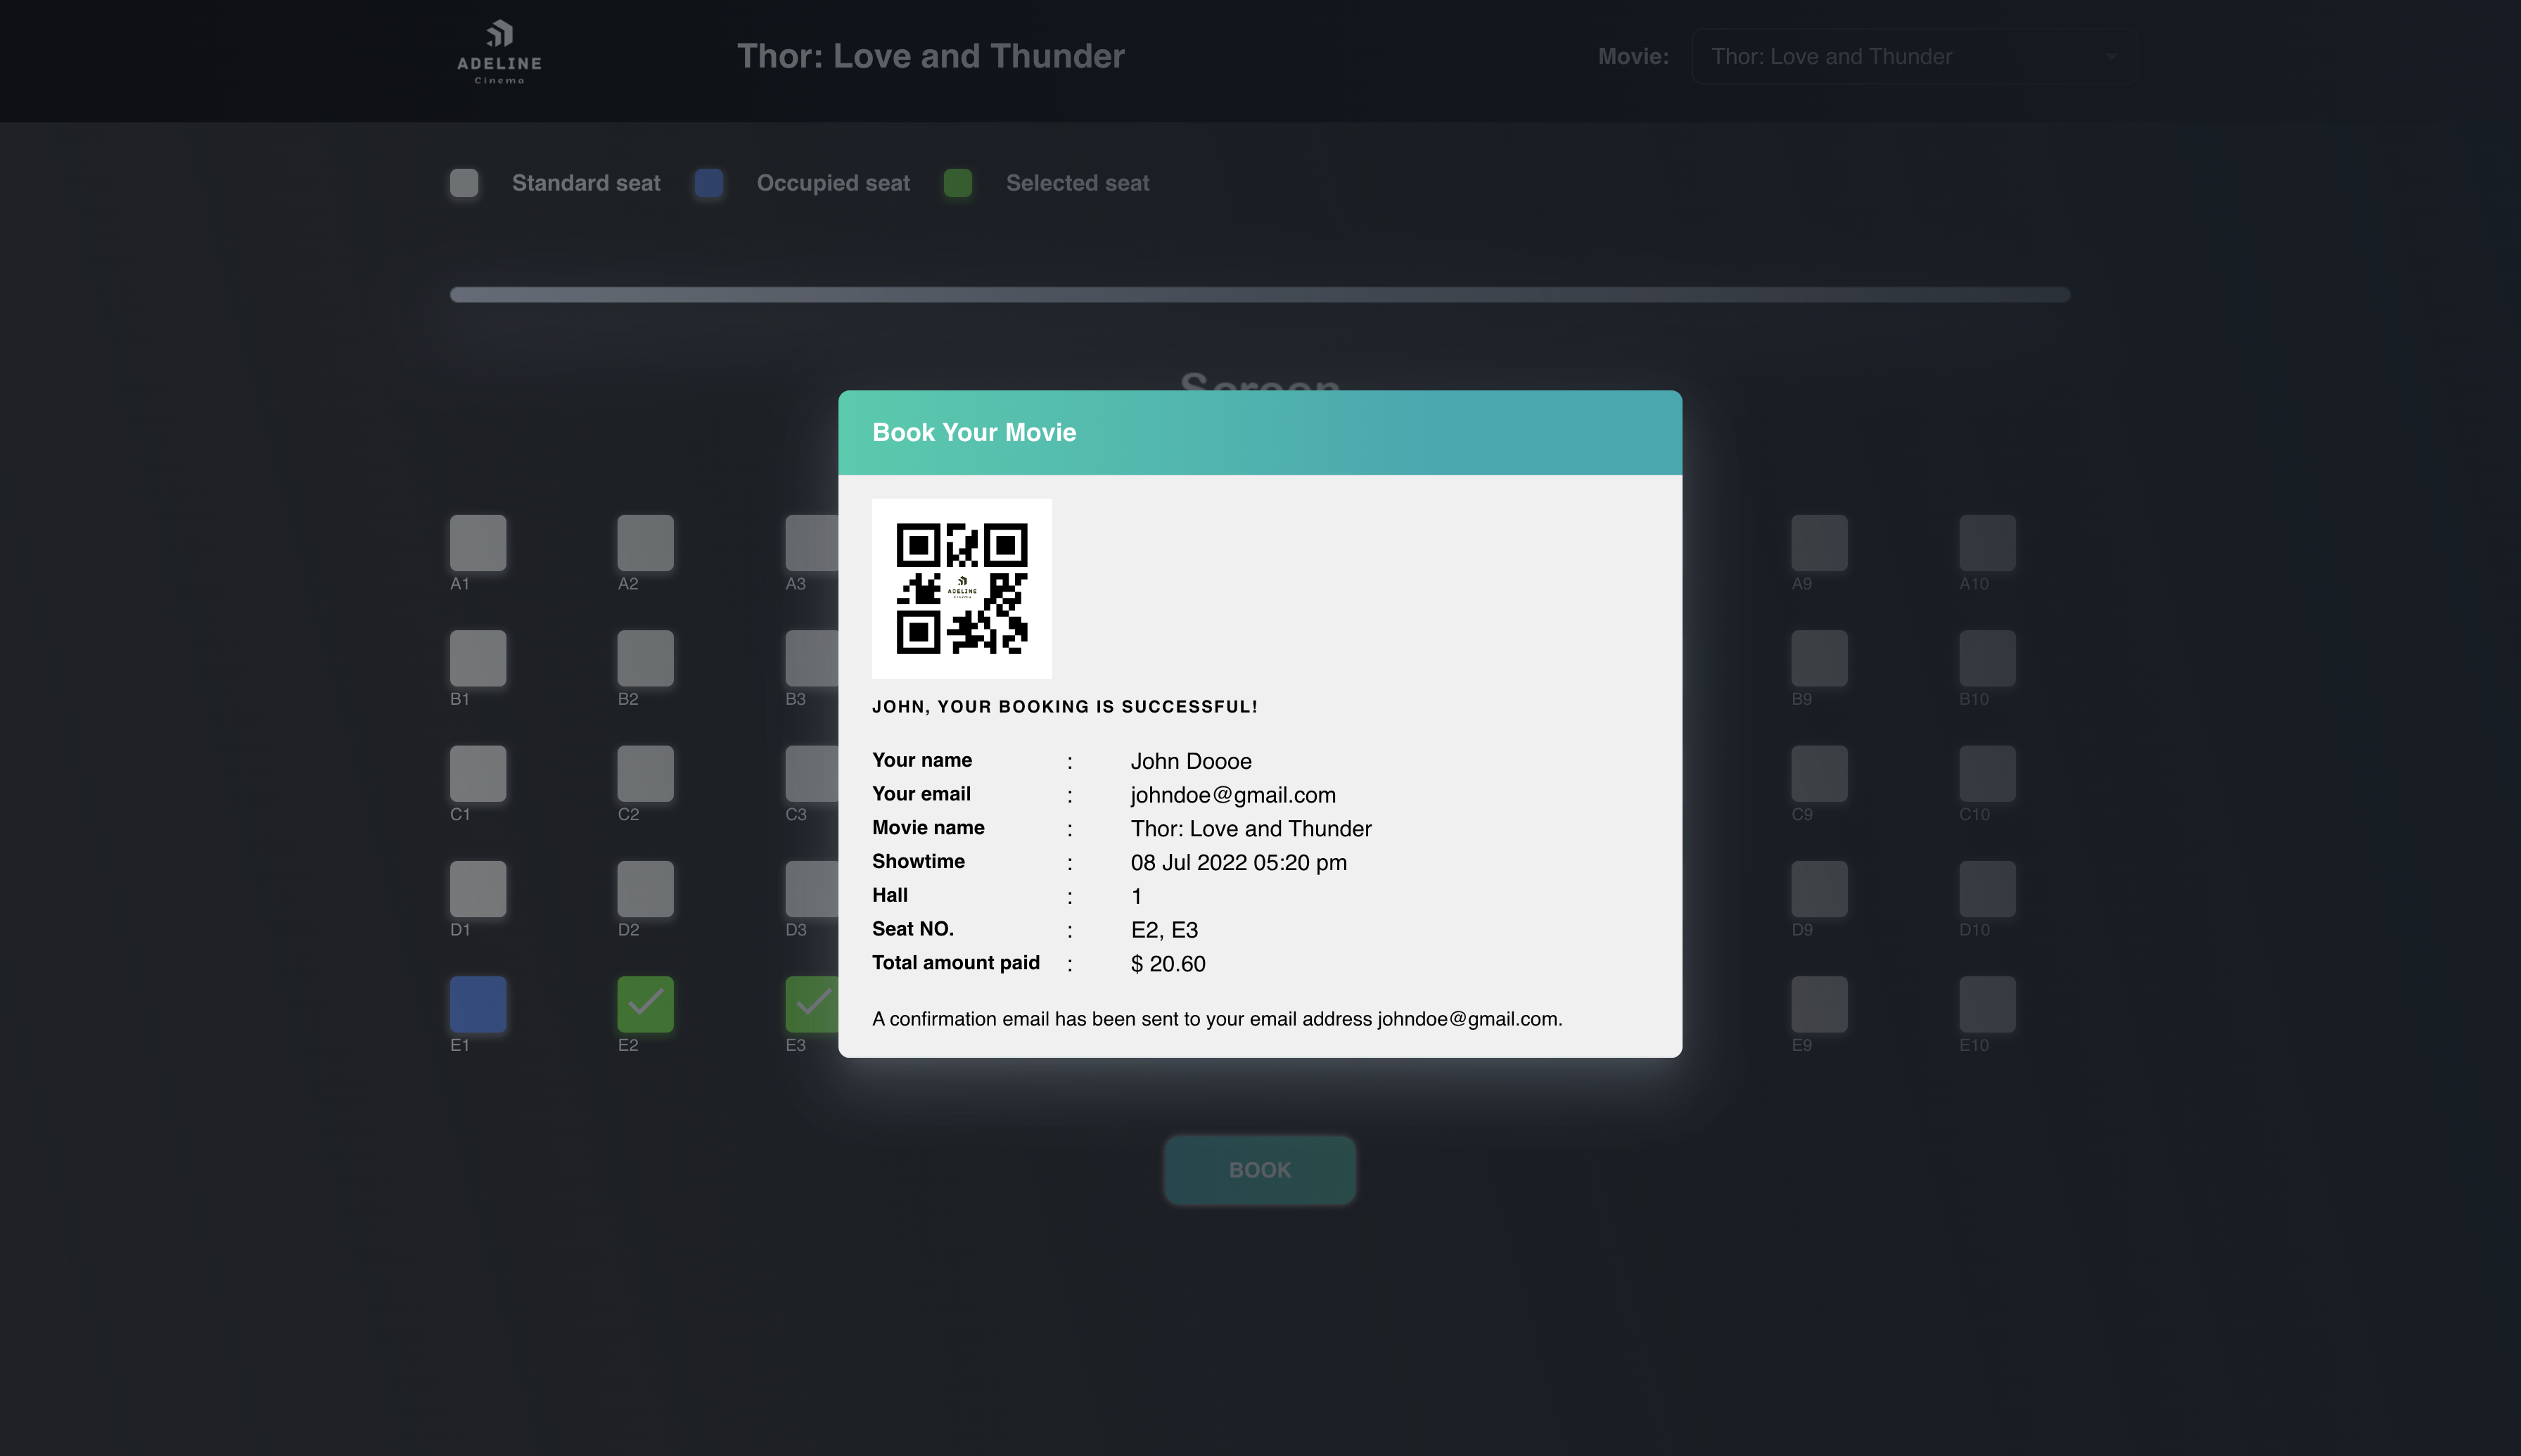 ADELINE
Cinema
Thor: Love and Thunder
Movie: Thor: Love and Thunder
Standard seat Occupied seat Selected seat
Screen
Book Your Movie
ADELINE
Cinema
JOHN, YOUR BOOKING IS SUCCESSFUL!
Your name : John Doooe
Your email : johndoe@gmail.com
Movie name : Thor: Love and Thunder
Showtime : 08 Jul 2022 05:20 pm
Hall : 1
Seat NO. : E2, E3
Total amount paid : $ 20.60
A confirmation email has been sent to your email address johndoe@gmail.com.
A1 A2 A3 A9 A10
B1 B2 B3 B9 B10
C1 C2 C3 C9 C10
D1 D2 D3 D9 D10
E1 E2 E3 E9 E10
BOOK